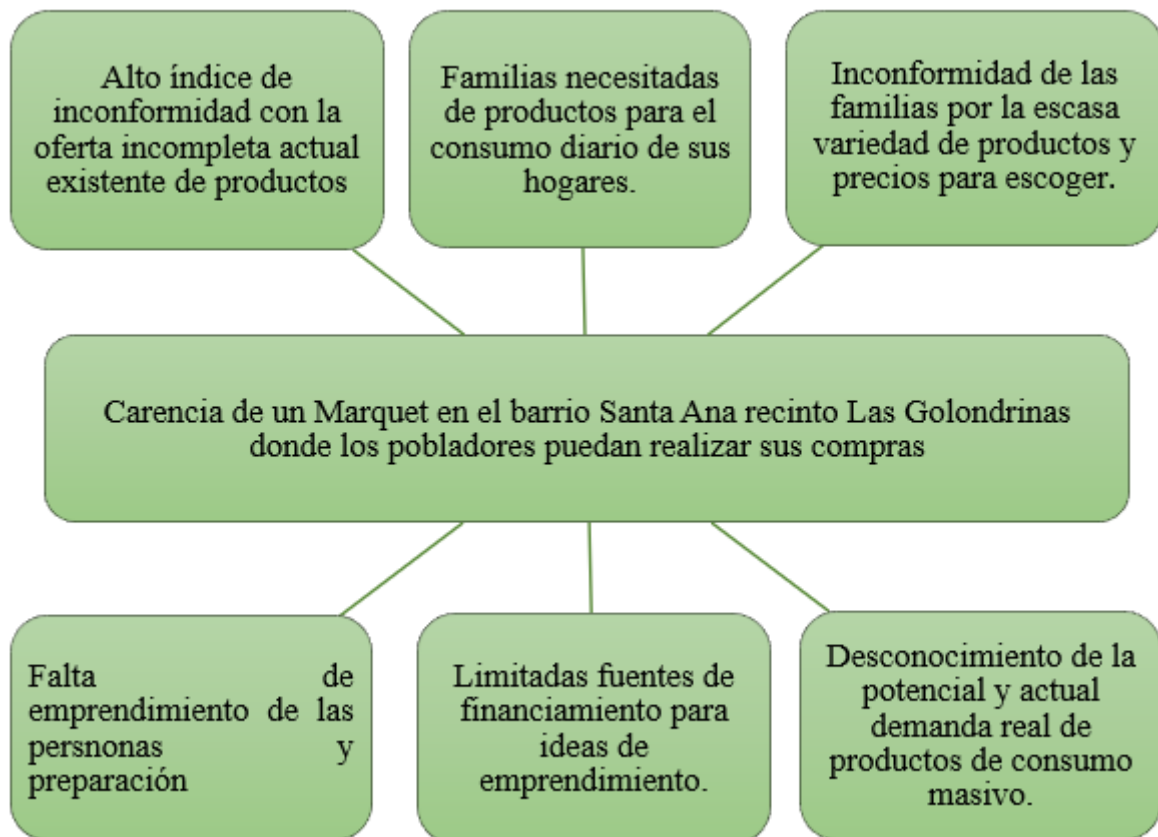 Alto índice de
inconformidad con la
oferta incompleta actual
existente de productos
Familias necesitadas
de productos para el
consumo diario de sus
hogares.
Inconformidad de las
familias por la escasa
variedad de productos y
precios para escoger.
Carencia de un Marquet en el barrio Santa Ana recinto Las Golondrinas
donde los pobladores puedan realizar sus compras
Falta de
emprendimiento de las
persnonas y
preparación
Limitadas fuentes de
financiamiento para
ideas de
emprendimiento.
Desconocimiento de la
potencial y actual
demanda real de
productos de consumo
masivo.